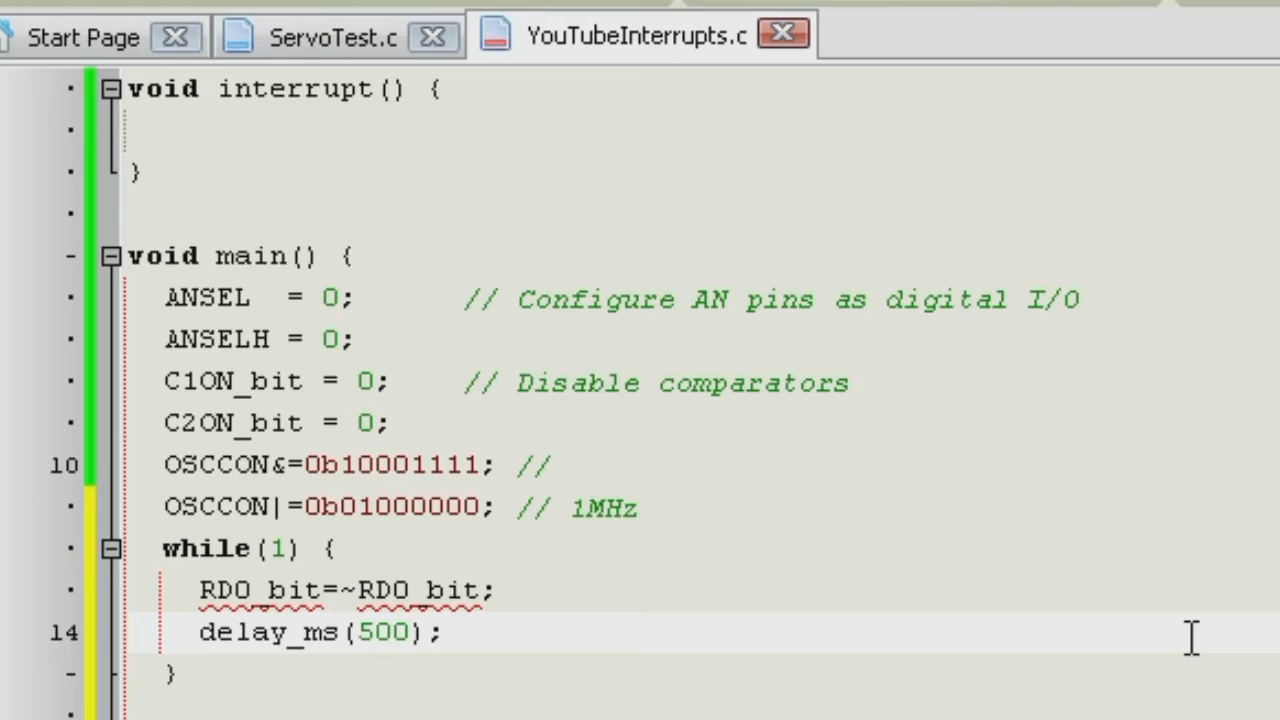 Start Page
ServoTest.c
YouTubeInterrupts.c
void interrupt() {
}
void main() {
ANSEL = 0; // Configure AN pins as digital I/O
ANSELH = 0;
C1ON_bit = 0; // Disable comparators
C2ON_bit = 0;
10 OSCCON&=0b10001111; //
OSCCON|=0b01000000; // 1MHz
while(1) {
RD0_bit=~RD0_bit;
14 delay_ms(500);
}